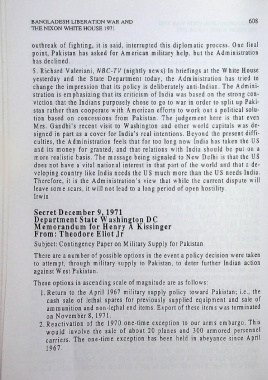 BANGLADESH LIBERATION WAR AND 608
THE NIXON WHITE HOUSE 1971
outbreak of fighting, it is said, interrupted this diplomatic process. One final
point, Pakistan has asked for American military help, but the Administration
has declined.
5. Richard Valeriani, NBC-TV (nightly news) In briefings at the White House
yesterday and the State Department today, the Administration has tried to
change the impression that its policy is deliberately anti-Indian. The Admini-
stration is emphasizing that its criticism of India was based on the strong con-
viction that the Indians purposely chose to go to war in order to split up Paki-
stan rather than cooperate with American efforts to work out a political solu-
tion based on concessions from Pakistan. The judgement here is that even
Mrs. Gandhi's recent visit to Washington and other world capitals was de-
signed in part as a cover for India's real intentions. Beyond the present diffi-
culties, the Administration feels that for too long now India has taken the US
and its money for granted, and that relations with India should be put on a
more realistic basis. The message being signaled to New Delhi is that the US
does not have a vital national interest in that part of the world and that a de-
veloping country like India needs the US much more than the US needs India.
Therefore, it is the Administration's view that while the current dispute will
leave some scars, it will not lead to a long period of open hostility.
Irwin
Secret December 9, 1971
Department State Washington DC
Memorandum for Henry A Kissinger
From: Theodore Eliot Jr
Subject: Contingency Paper on Military Supply for Pakistan
There are a number of possible options in the event a policy decision were taken
to attempt, through military supply to Pakistan, to deter further Indian action
against West Pakistan.
These options in ascending scale of magnitude are as follows:
1. Return to the April 1967 military supply policy toward Pakistan; i.e., the
cash sale of lethal spares for previously supplied equipment and sale of
ammunition and non-lethal end items. Export of these items was terminated
on November 8, 1971.
2. Reactivation of the 1970 one-time exception to our arms embargo. This
would involve the sale of about 20 planes and 300 armored personnel
carriers. The one-time exception has been held in abeyance since April
1967.